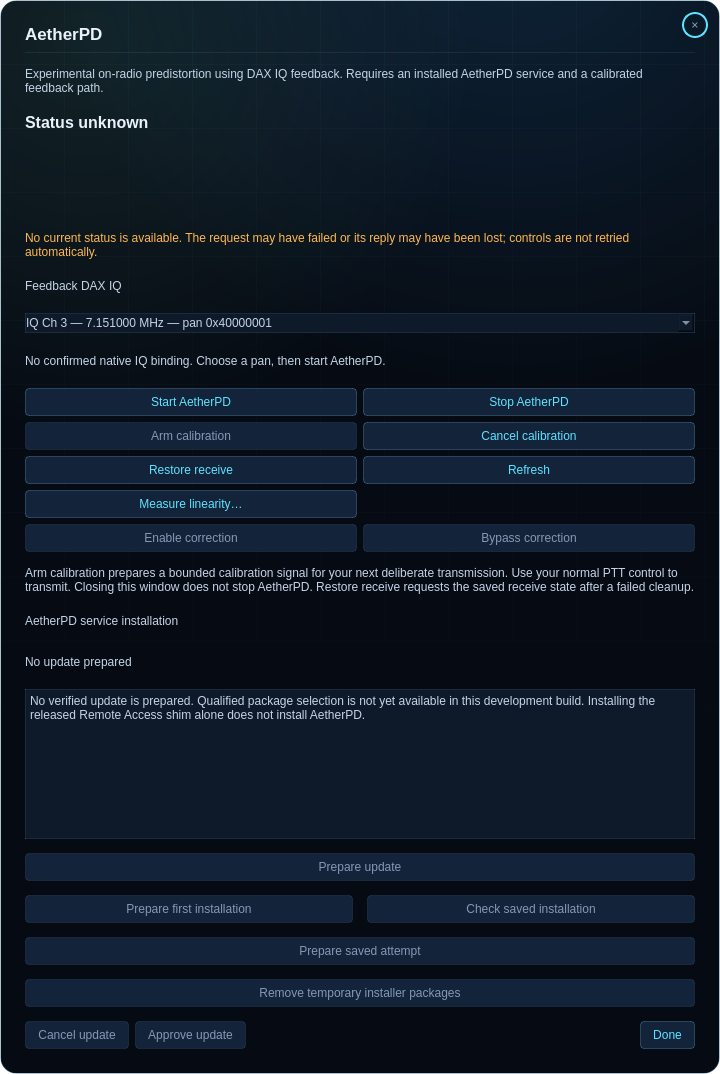 AetherPD
×
Experimental on-radio predistortion using DAX IQ feedback. Requires an installed AetherPD service and a calibrated
feedback path.
Status unknown
No current status is available. The request may have failed or its reply may have been lost; controls are not retried
automatically.
Feedback DAX IQ
IQ Ch 3 — 7.151000 MHz — pan 0x40000001
No confirmed native IQ binding. Choose a pan, then start AetherPD.
Start AetherPD
Stop AetherPD
Arm calibration
Cancel calibration
Restore receive
Refresh
Measure linearity…
Enable correction
Bypass correction
Arm calibration prepares a bounded calibration signal for your next deliberate transmission. Use your normal PTT control to
transmit. Closing this window does not stop AetherPD. Restore receive requests the saved receive state after a failed cleanup.
AetherPD service installation
No update prepared
No verified update is prepared. Qualified package selection is not yet available in this development build. Installing the
released Remote Access shim alone does not install AetherPD.
Prepare update
Prepare first installation
Check saved installation
Prepare saved attempt
Remove temporary installer packages
Cancel update
Approve update
Done